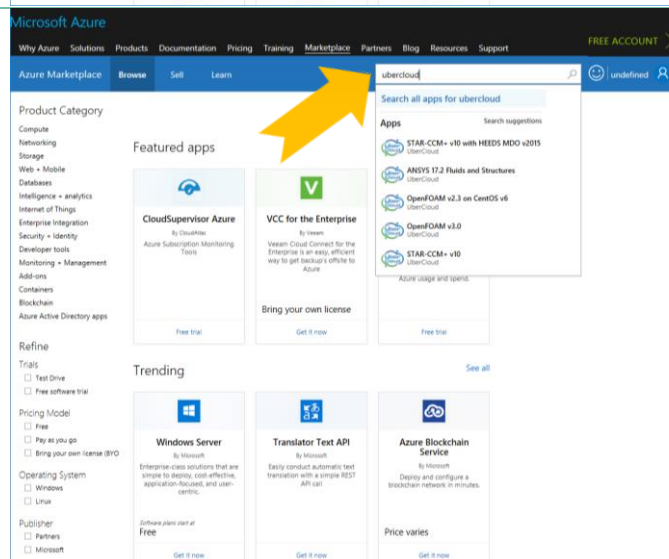 Microsoft Azure
FREE ACCOUNT
Why Azure Solutions Products Documentation Pricing Training Marketplace Partners Blog Resources Support
Azure Marketplace Browse Sell Learn
ubercloud
undefined
Search all apps for ubercloud
Apps Search suggestions
STAR-CCM+ v10 with HEEDS MDO v2015
UberCloud
ANSYS 17.2 Fluids and Structures
UberCloud
OpenFOAM v2.3 on CentOS v6
UberCloud
OpenFOAM v3.0
UberCloud
STAR-CCM+ v10
UberCloud
Product Category
Compute
Networking
Storage
Web + Mobile
Databases
Intelligence + analytics
Internet of Things
Enterprise Integration
Security + Identity
Developer tools
Monitoring + Management
Add-ons
Containers
Blockchain
Azure Active Directory apps
Refine
Trials
Test Drive
Free software trial
Pricing Model
Free
Pay as you go
Bring your own license (BYO
Operating System
Windows
Linux
Publisher
Partners
Microsoft
Featured apps
CloudSupervisor Azure
By CloudAtlas
Azure Subscription Monitoring
Tools
Free trial
V
VCC for the Enterprise
By Veeam
Veeam Cloud Connect for the
Enterprise is an easy, efficient
way to get backup's offsite to
Azure
Bring your own license
Get it now
Azure usage and spend.
Free trial
Trending
See all
Windows Server
By Microsoft
Enterprise-class solutions that are
simple to deploy, cost-effective,
application-focused, and user-
centric.
Software plans start at
Free
Get it now
Translator Text API
By Microsoft
Easily conduct automatic text
translation with a simple REST
API call
Get it now
Azure Blockchain
Service
By Microsoft
Deploy and configure a
blockchain network in minutes.
Price varies
Get it now